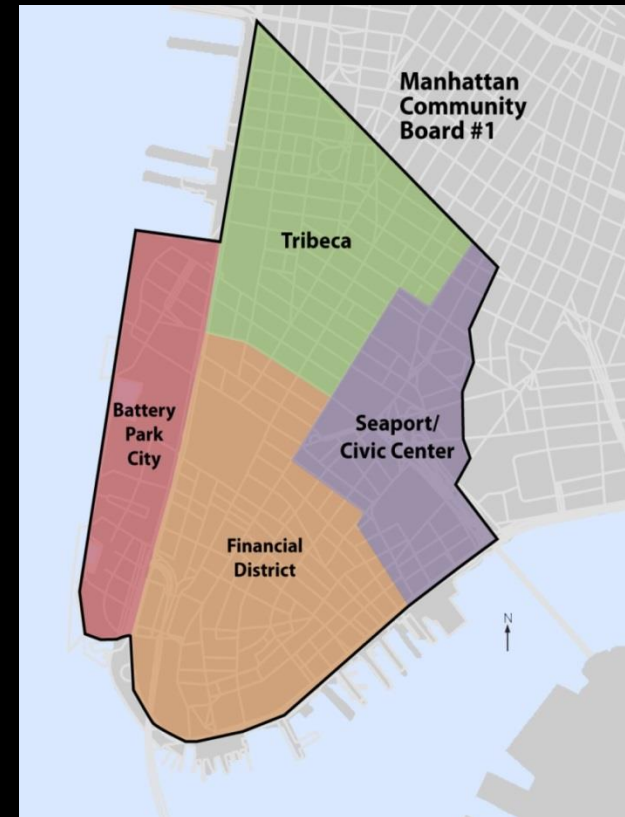 Manhattan
Community
Board #1
Tribeca
Battery
Park
City
Seaport/
Civic Center
Financial
District
N